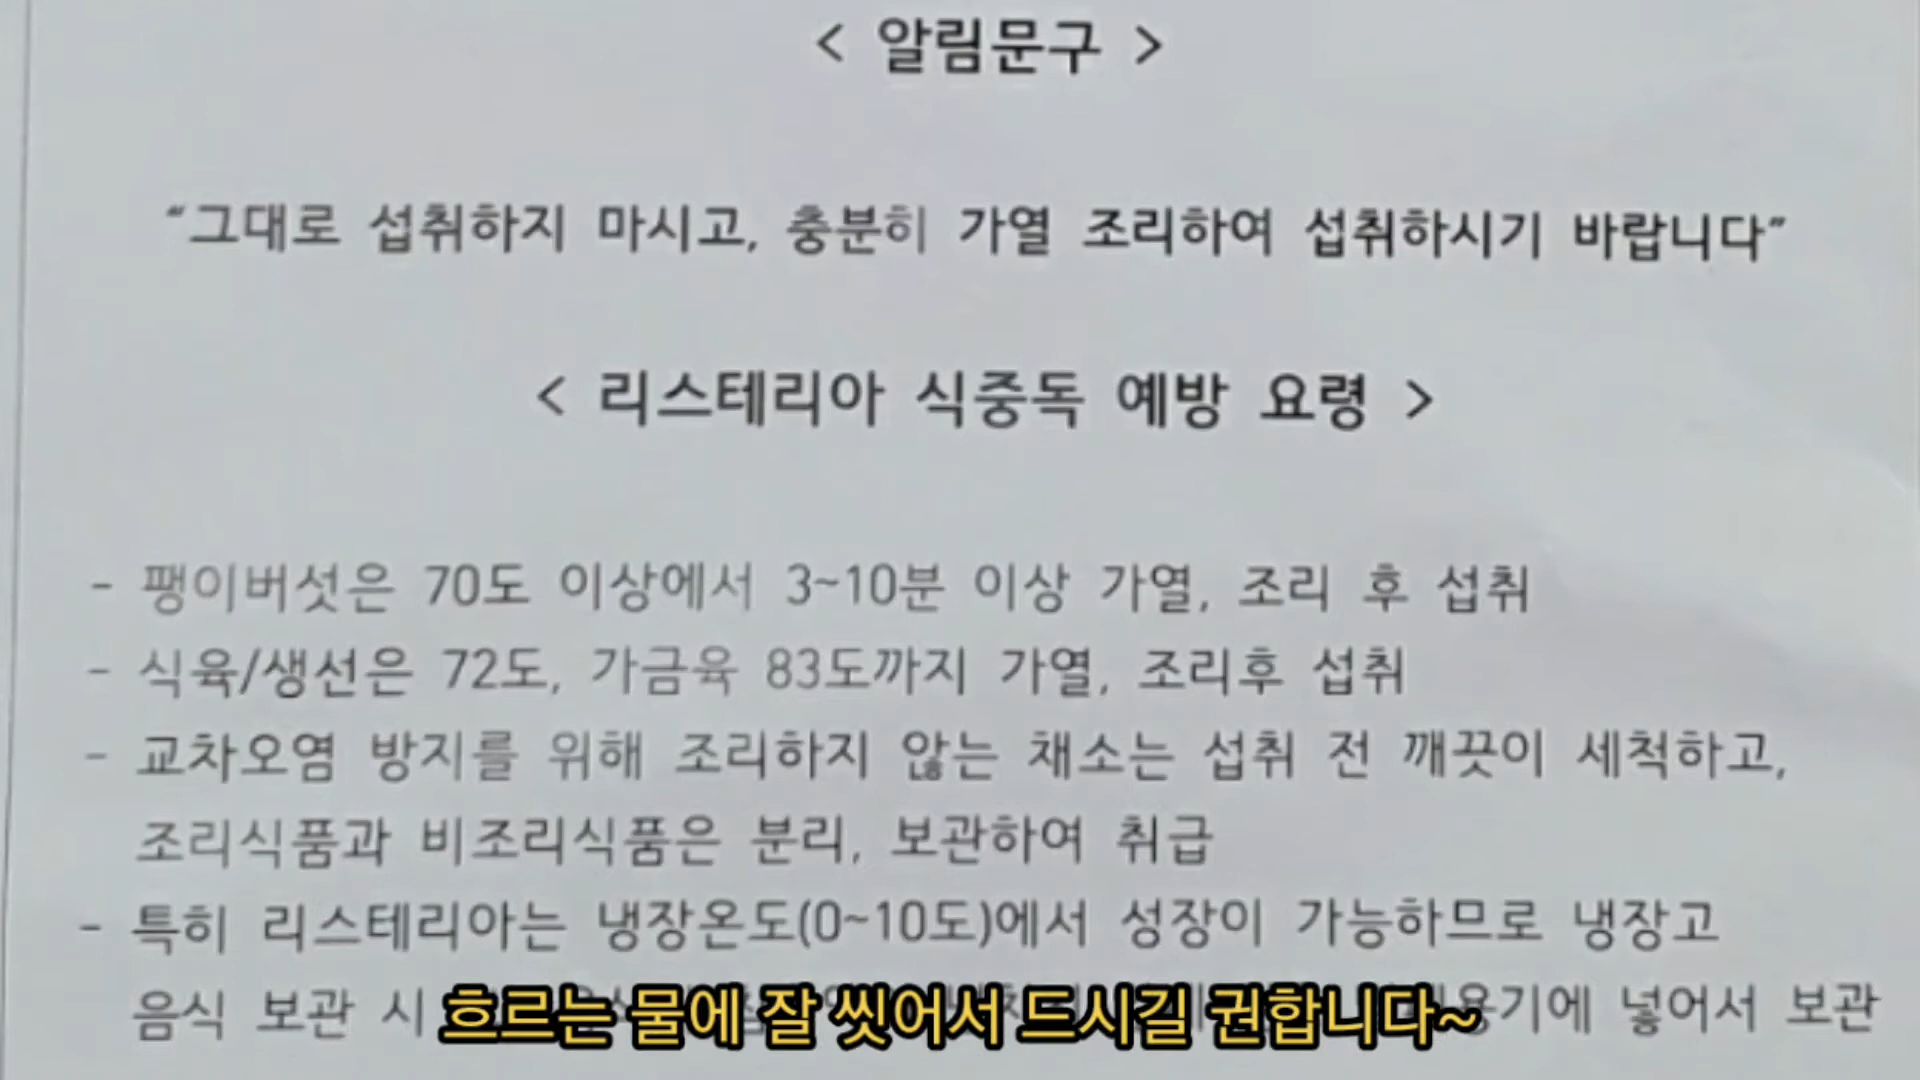 < 알림문구 >
“그대로 섭취하지 마시고, 충분히 가열 조리하여 섭취하시기 바랍니다”
< 리스테리아 식중독 예방 요령 >
- 팽이버섯은 70도 이상에서 3~10분 이상 가열, 조리 후 섭취
- 식육/생선은 72도, 가금육 83도까지 가열, 조리후 섭취
- 교차오염 방지를 위해 조리하지 않는 채소는 섭취 전 깨끗이 세척하고,
조리식품과 비조리식품은 분리, 보관하여 취급
- 특히 리스테리아는 냉장온도(0~10도)에서 성장이 가능하므로 냉장고
음식 보관 시 넣어서 보관
흐르는 물에 잘 씻어서 드시길 권합니다~